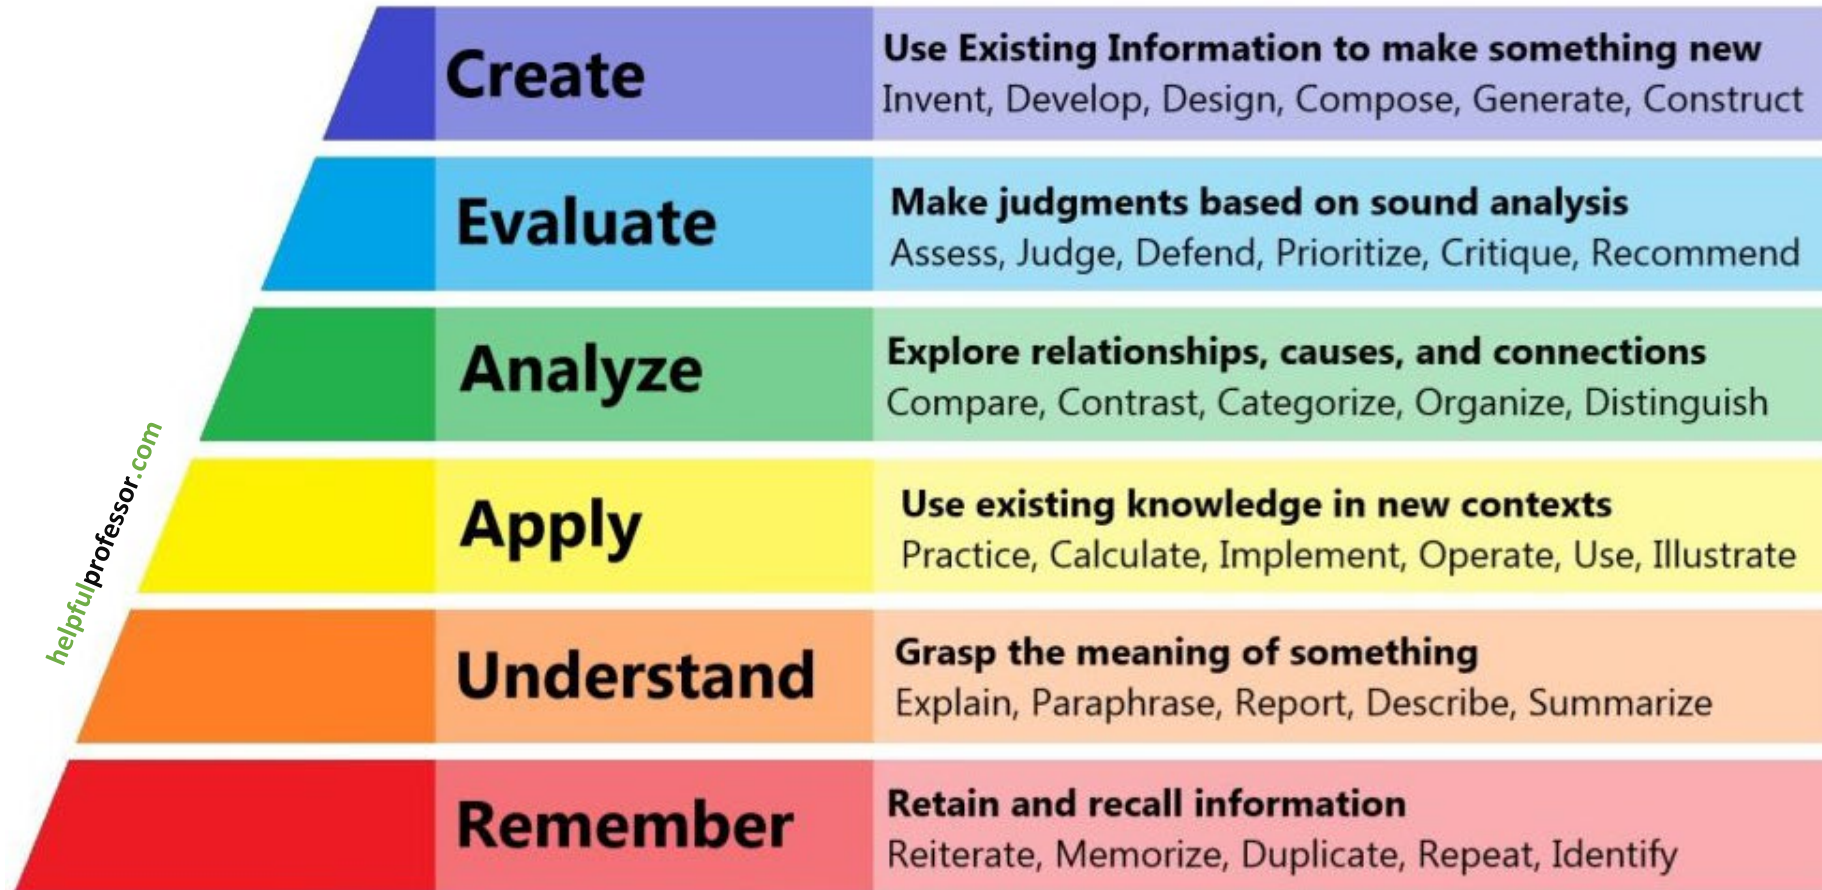 Create
Use Existing Information to make something new
Invent, Develop, Design, Compose, Generate, Construct
Evaluate
Make judgments based on sound analysis
Assess, Judge, Defend, Prioritize, Critique, Recommend
Analyze
Explore relationships, causes, and connections
Compare, Contrast, Categorize, Organize, Distinguish
Apply
Use existing knowledge in new contexts
Practice, Calculate, Implement, Operate, Use, Illustrate
Understand
Grasp the meaning of something
Explain, Paraphrase, Report, Describe, Summarize
Remember
Retain and recall information
Reiterate, Memorize, Duplicate, Repeat, Identify
helpfulprofessor.com